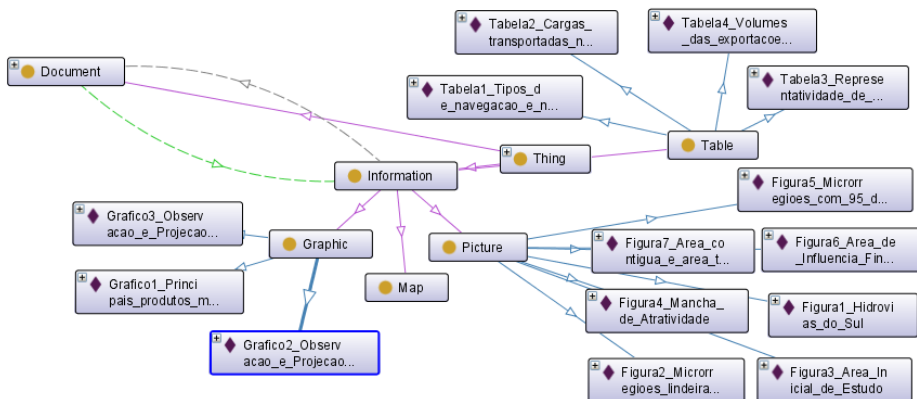 Tabela2_Cargas_
transportadas_n...
Tabela4_Volumes
_das_exportacoe...
Document
Tabela1_Tipos_d
e_navegacao_e_n...
Tabela3_Represe
ntatividade_de_...
Table
Thing
Information
Figura5_Microrr
egioes_com_95_d...
Grafico3_Observ
acao_e_Projecao...
Graphic
Picture
Figura7_Area_co
ntigua_e_area_t...
Figura6_Area_de
_Influencia_Fin...
Grafico1_Princi
pais_produtos_m...
Map
Figura4_Mancha_
de_Atratividade
Figura1_Hidrovi
as_do_Sul
Grafico2_Observ
acao_e_Projecao...
Figura2_Microrr
egioes_lindeira...
Figura3_Area_In
icial_de_Estudo